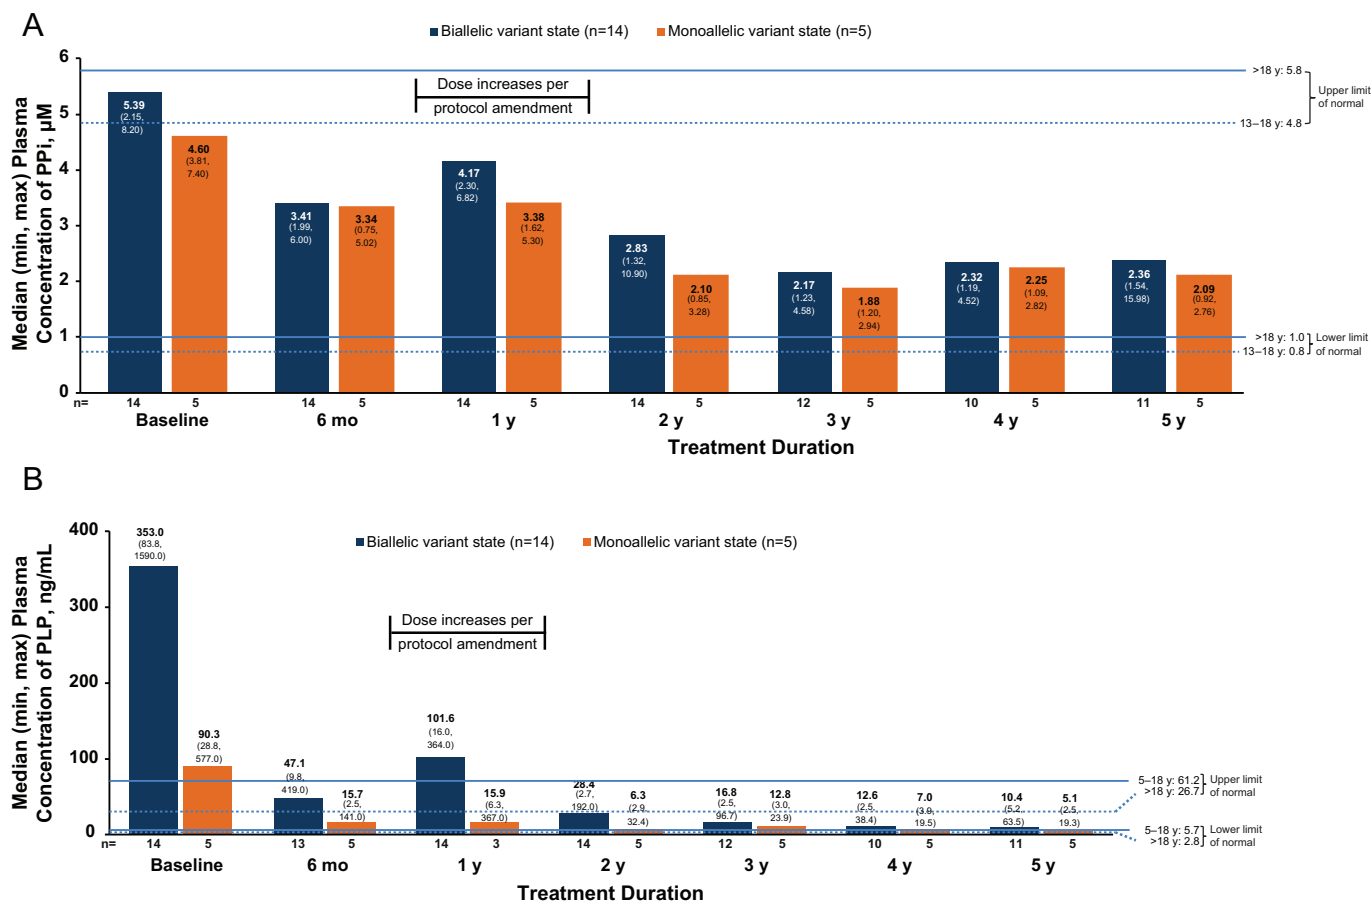 A
Biallelic variant state (n=14) Monoallelic variant state (n=5)
Median (min, max) Plasma
Concentration of PPi, µM
6
5
4
3
2
1
0
Dose increases per
protocol amendment
>18 y: 5.8
13–18 y: 4.8
Upper limit
of normal
>18 y: 1.0
13–18 y: 0.8
Lower limit
of normal
5.39
(2.15,
8.20)
4.60
(3.81,
7.40)
3.41
(1.99,
6.00)
3.34
(0.75,
5.02)
4.17
(2.30,
6.82)
3.38
(1.62,
5.30)
2.83
(1.32,
10.90)
2.10
(0.85,
3.28)
2.17
(1.23,
4.58)
1.88
(1.20,
2.94)
2.32
(1.19,
4.52)
2.25
(1.09,
2.82)
2.36
(1.54,
15.98)
2.09
(0.92,
2.76)
n= 14 5 14 5 14 5 14 5 12 5 10 5 11 5
Baseline 6 mo 1 y 2 y 3 y 4 y 5 y
Treatment Duration
B
Biallelic variant state (n=14) Monoallelic variant state (n=5)
Median (min, max) Plasma
Concentration of PLP, ng/mL
400
300
200
100
0
Dose increases per
protocol amendment
5–18 y: 61.2
>18 y: 26.7
Upper limit
of normal
5–18 y: 5.7
>18 y: 2.8
Lower limit
of normal
353.0
(83.8,
1590.0)
90.3
(28.8,
577.0)
47.1
(9.8,
419.0)
15.7
(2.5,
141.0)
101.6
(16.0,
364.0)
15.9
(6.3,
367.0)
28.4
(2.7,
192.0)
6.3
(2.9,
32.4)
16.8
(2.5,
96.7)
12.8
(3.0,
23.9)
12.6
(2.5,
38.4)
7.0
(3.9,
19.5)
10.4
(5.2,
63.5)
5.1
(2.5,
19.3)
n= 14 5 13 5 14 3 14 5 12 5 10 5 11 5
Baseline 6 mo 1 y 2 y 3 y 4 y 5 y
Treatment Duration